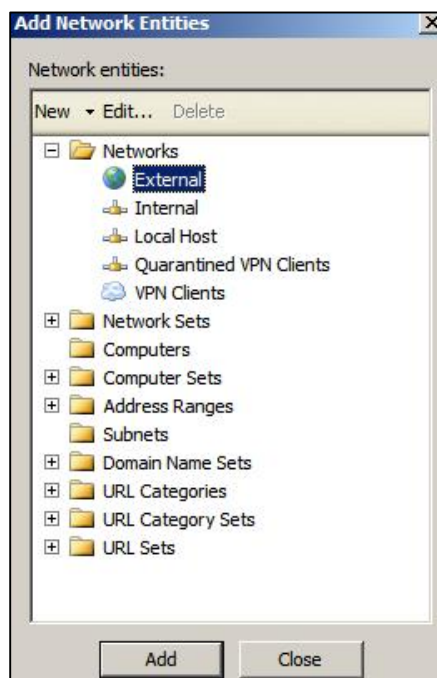 Add Network Entities
Network entities:
New Edit... Delete
Networks
External
Internal
Local Host
Quarantined VPN Clients
VPN Clients
Network Sets
Computers
Computer Sets
Address Ranges
Subnets
Domain Name Sets
URL Categories
URL Category Sets
URL Sets
Add Close